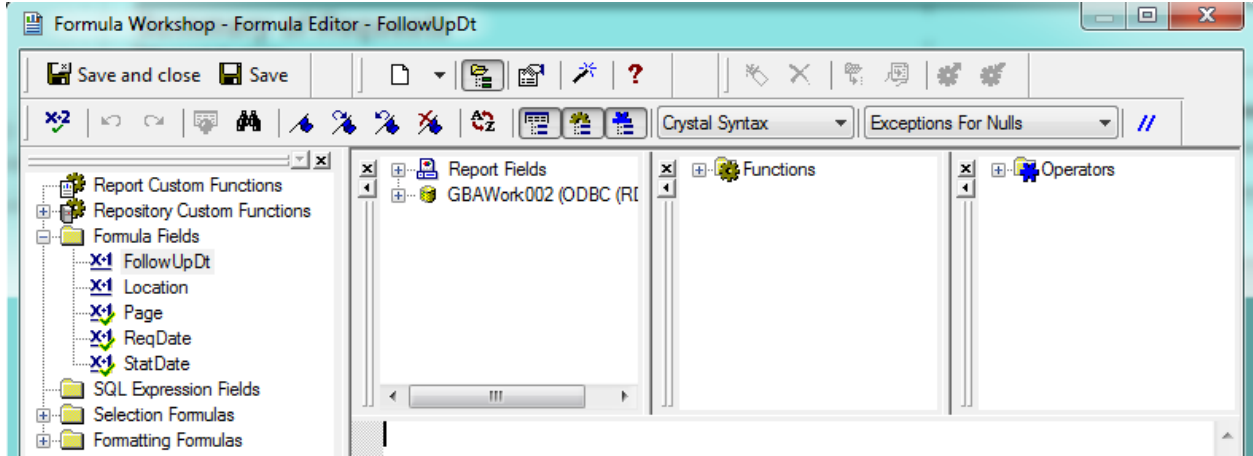 Formula Workshop - Formula Editor - FollowUpDt
Save and close Save
Crystal Syntax Exceptions For Nulls //
Report Custom Functions
Repository Custom Functions
Formula Fields
FollowUpDt
Location
Page
ReqDate
StatDate
SQL Expression Fields
Selection Formulas
Formatting Formulas
Report Fields
GBAWork002 (ODBC (RI
Functions
Operators